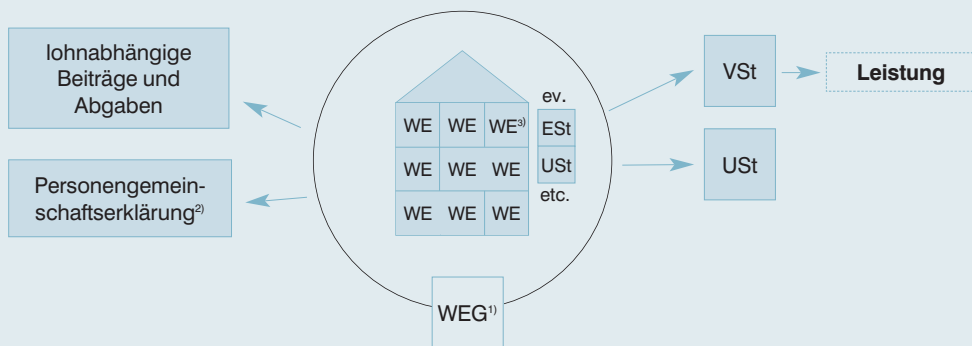 lohnabhängige
Beiträge und
Abgaben
Personengemein-
schaftserklärung²⁾
WE WE WE³⁾
WE WE WE
WE WE WE
ev.
ESt
USt
etc.
WEG¹⁾
VSt
Leistung
USt